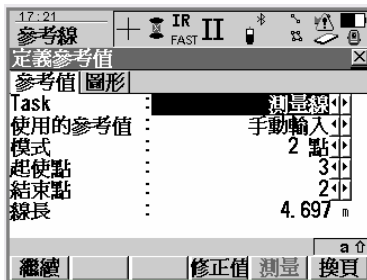 17:21
參考線
IR
FAST II
定義參考值
參考值 圖形
Task : 測量線
使用的參考值 : 手動輸入
模式 : 2 點
起使點 : 3
結束點 : 2
線長 : 4.697 m
a
繼續 修正值 測量 換頁